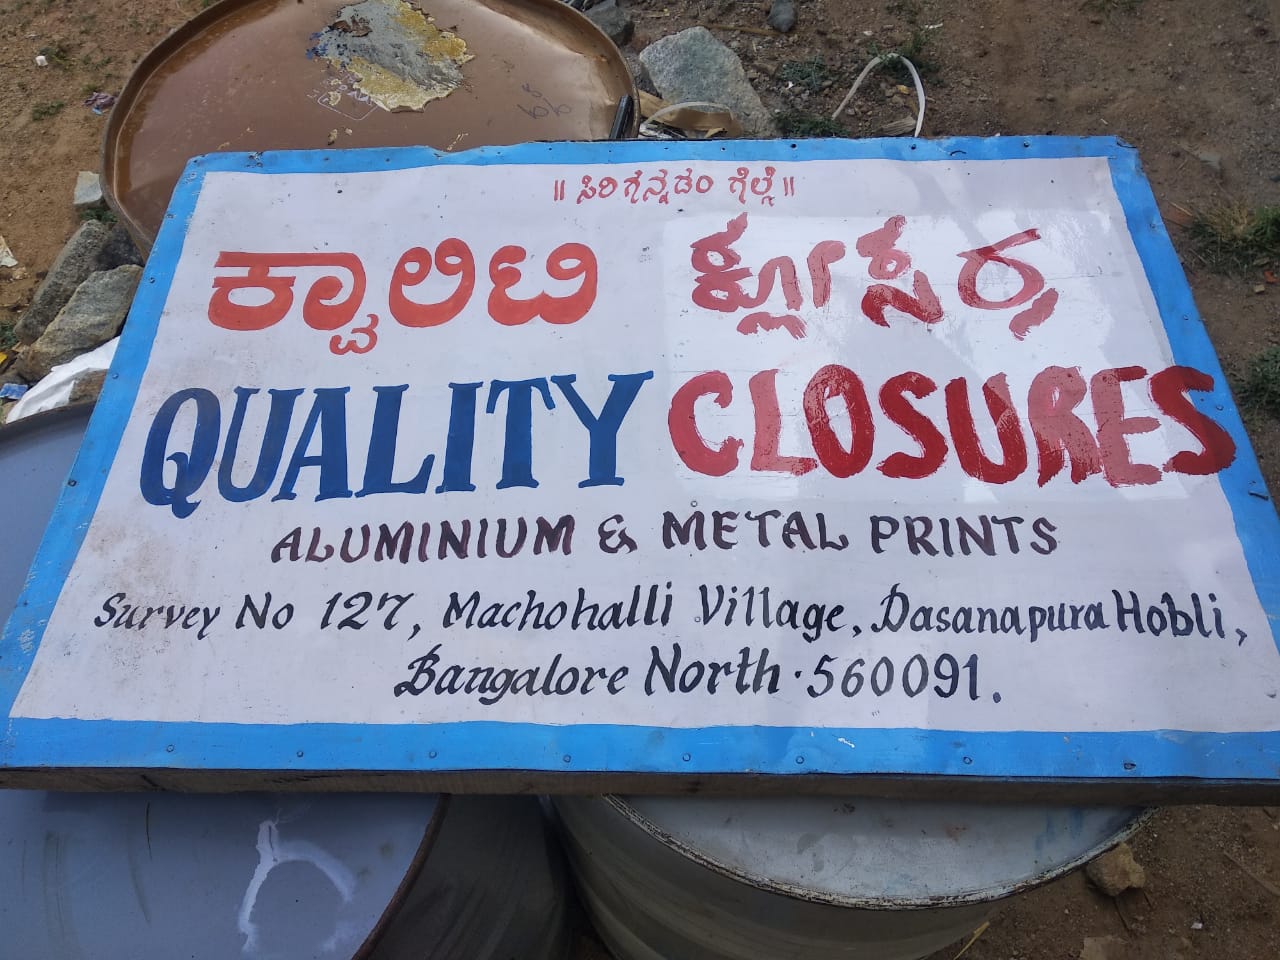 ॥ ಸಿರಿಗನ್ನಡಂ ಗೆಲ್ಗೆ ॥
ಕ್ವಾಲಿಟಿ ಕ್ಲೂಸರ್ಸ
QUALITY CLOSURES
ALUMINIUM & METAL PRINTS
Survey No 127, Machohalli Village, Dasanapura Hobli,
Bangalore North · 560091.